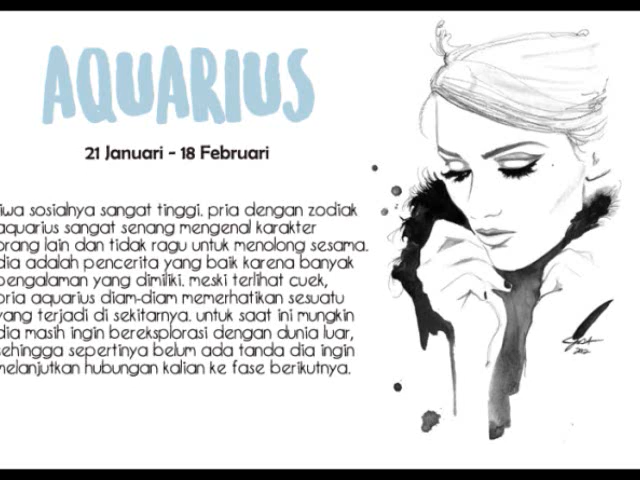 AQUARIUS
21 Januari - 18 Februari
iwa sosialnya sangat tinggi. pria dengan zodiak
aquarius sangat senang mengenal karakter
orang lain dan tidak ragu untuk menolong sesama.
dia adalah pencerita yang baik karena banyak
pengalaman yang dimiliki. meski terlihat cuek,
pria aquarius diam-diam memerhatikan sesuatu
yang terjadi di sekitarnya. untuk saat ini mungkin
dia masih ingin bereksplorasi dengan dunia luar,
sehingga sepertinya belum ada tanda dia ingin
melanjutkan hubungan kalian ke fase berikutnya.